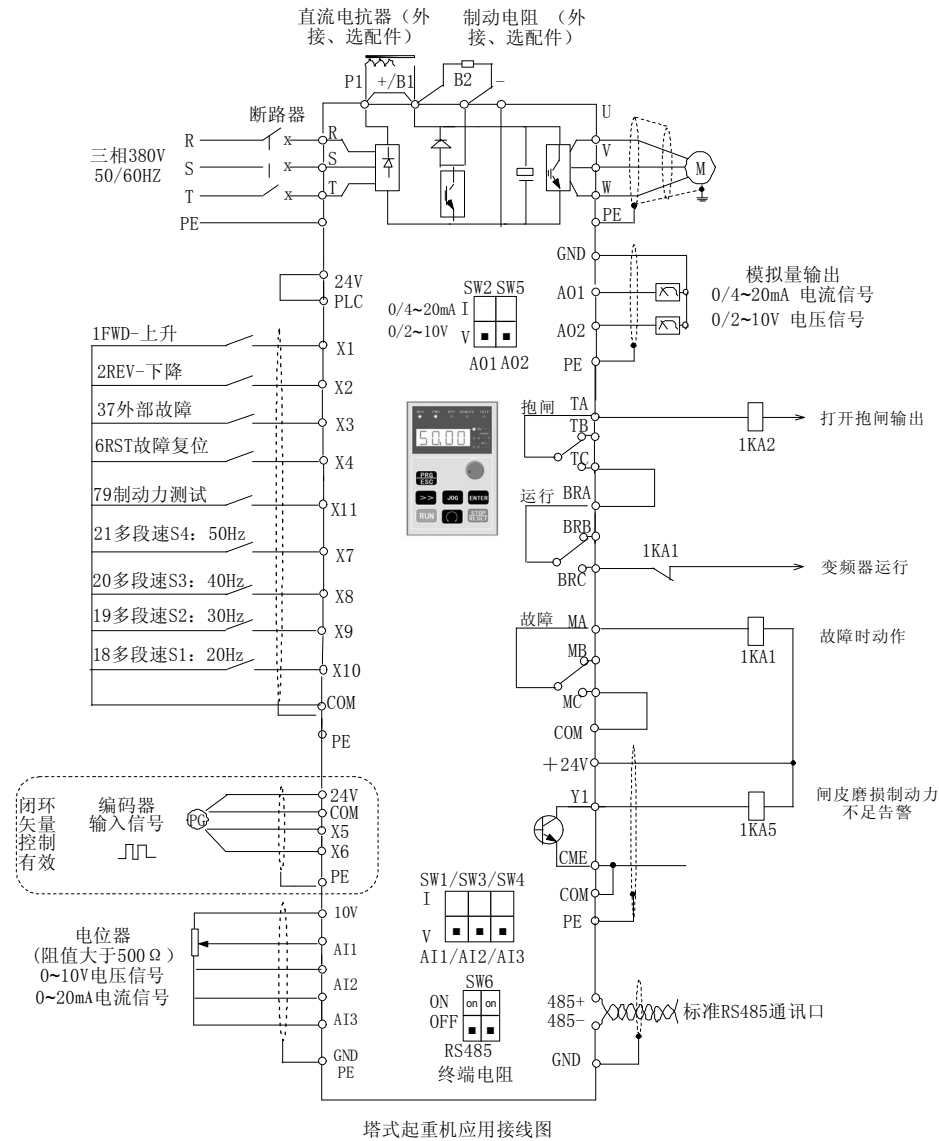 直流电抗器（外
接、选配件）
制动电阻 （外
接、选配件）
P1 +/B1 B2 -
断路器
三相380V
50/60HZ
R R
S S
T T
PE
U
V
W
PE
M
24V
PLC
1FWD-上升 X1
2REV-下降 X2
37外部故障 X3
6RST故障复位 X4
79制动力测试 X11
21多段速S4：50Hz X7
20多段速S3：40Hz X8
19多段速S2：30Hz X9
18多段速S1：20Hz X10
COM
PE
闭环
矢量
控制
有效
编码器
输入信号
PG
24V
COM
X5
X6
PE
电位器
(阻值大于500Ω）
0~10V电压信号
0~20mA电流信号
10V
AI1
AI2
AI3
GND
PE
SW2 SW5
0/4~20mA I
0/2~10V V
A01 A02
50.00
PRG
ESC
>> JOG ENTER
RUN STOP
RESET
SW1/SW3/SW4
I
V
AI1/AI2/AI3
SW6
ON on on
OFF
RS485
终端电阻
GND
A01
A02
PE
模拟量输出
0/4~20mA 电流信号
0/2~10V 电压信号
抱闸 TA
TB
TC
1KA2
打开抱闸输出
运行 BRA
BRB
BRC
1KA1
变频器运行
故障 MA
MB
MC
1KA1
故障时动作
COM
+24V
Y1
1KA5
闸皮磨损制动力
不足告警
CME
COM
PE
485+
485-
标准RS485通讯口
GND
塔式起重机应用接线图